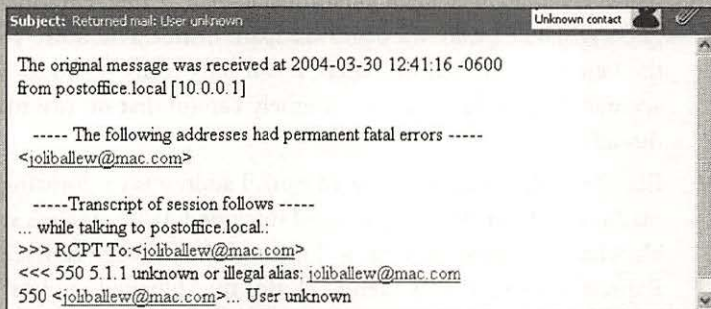 Subject: Returned mail: User unknown Unknown contact
The original message was received at 2004-03-30 12:41:16 -0600
from postoffice.local [10.0.0.1]
----- The following addresses had permanent fatal errors -----
<joliballew@mac.com>
-----Transcript of session follows -----
... while talking to postoffice.local.:
>>> RCPT To:<joliballew@mac.com>
<<< 550 5.1.1 unknown or illegal alias: joliballew@mac.com
550 <joliballew@mac.com>... User unknown